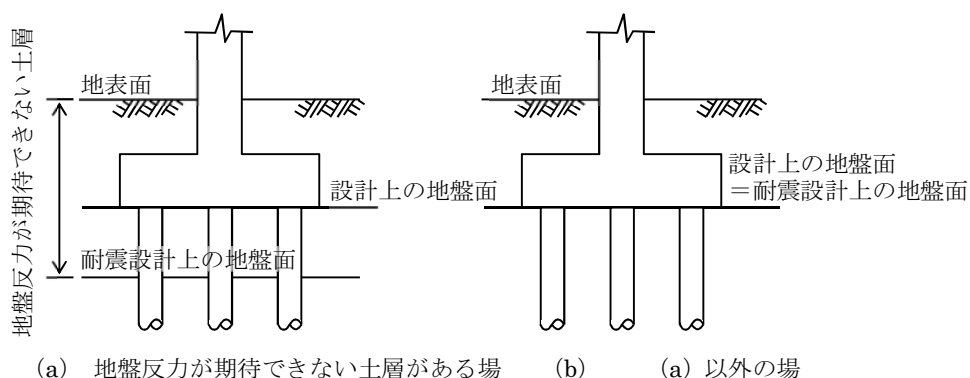 地盤反力が期待できない土層
地表面
設計上の地盤面
耐震設計上の地盤面
(a) 地盤反力が期待できない土層がある場
地表面
設計上の地盤面
＝耐震設計上の地盤面
(b) (a) 以外の場